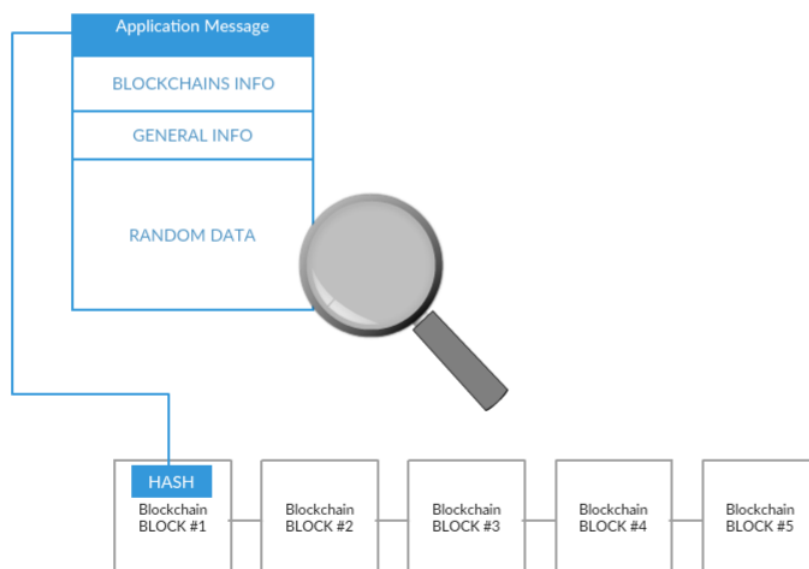 Application Message
BLOCKCHAINS INFO
GENERAL INFO
RANDOM DATA
HASH
Blockchain
BLOCK #1
Blockchain
BLOCK #2
Blockchain
BLOCK #3
Blockchain
BLOCK #4
Blockchain
BLOCK #5